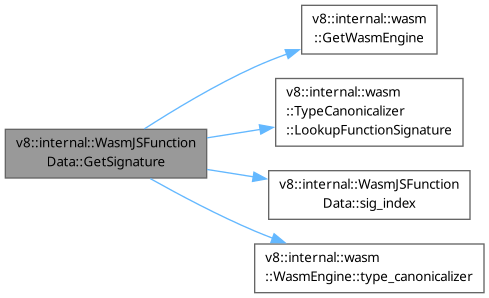 v8::internal::wasm
::GetWasmEngine
v8::internal::wasm
::TypeCanonicalizer
::LookupFunctionSignature
v8::internal::WasmJSFunction
Data::GetSignature
v8::internal::WasmJSFunction
Data::sig_index
v8::internal::wasm
::WasmEngine::type_canonicalizer